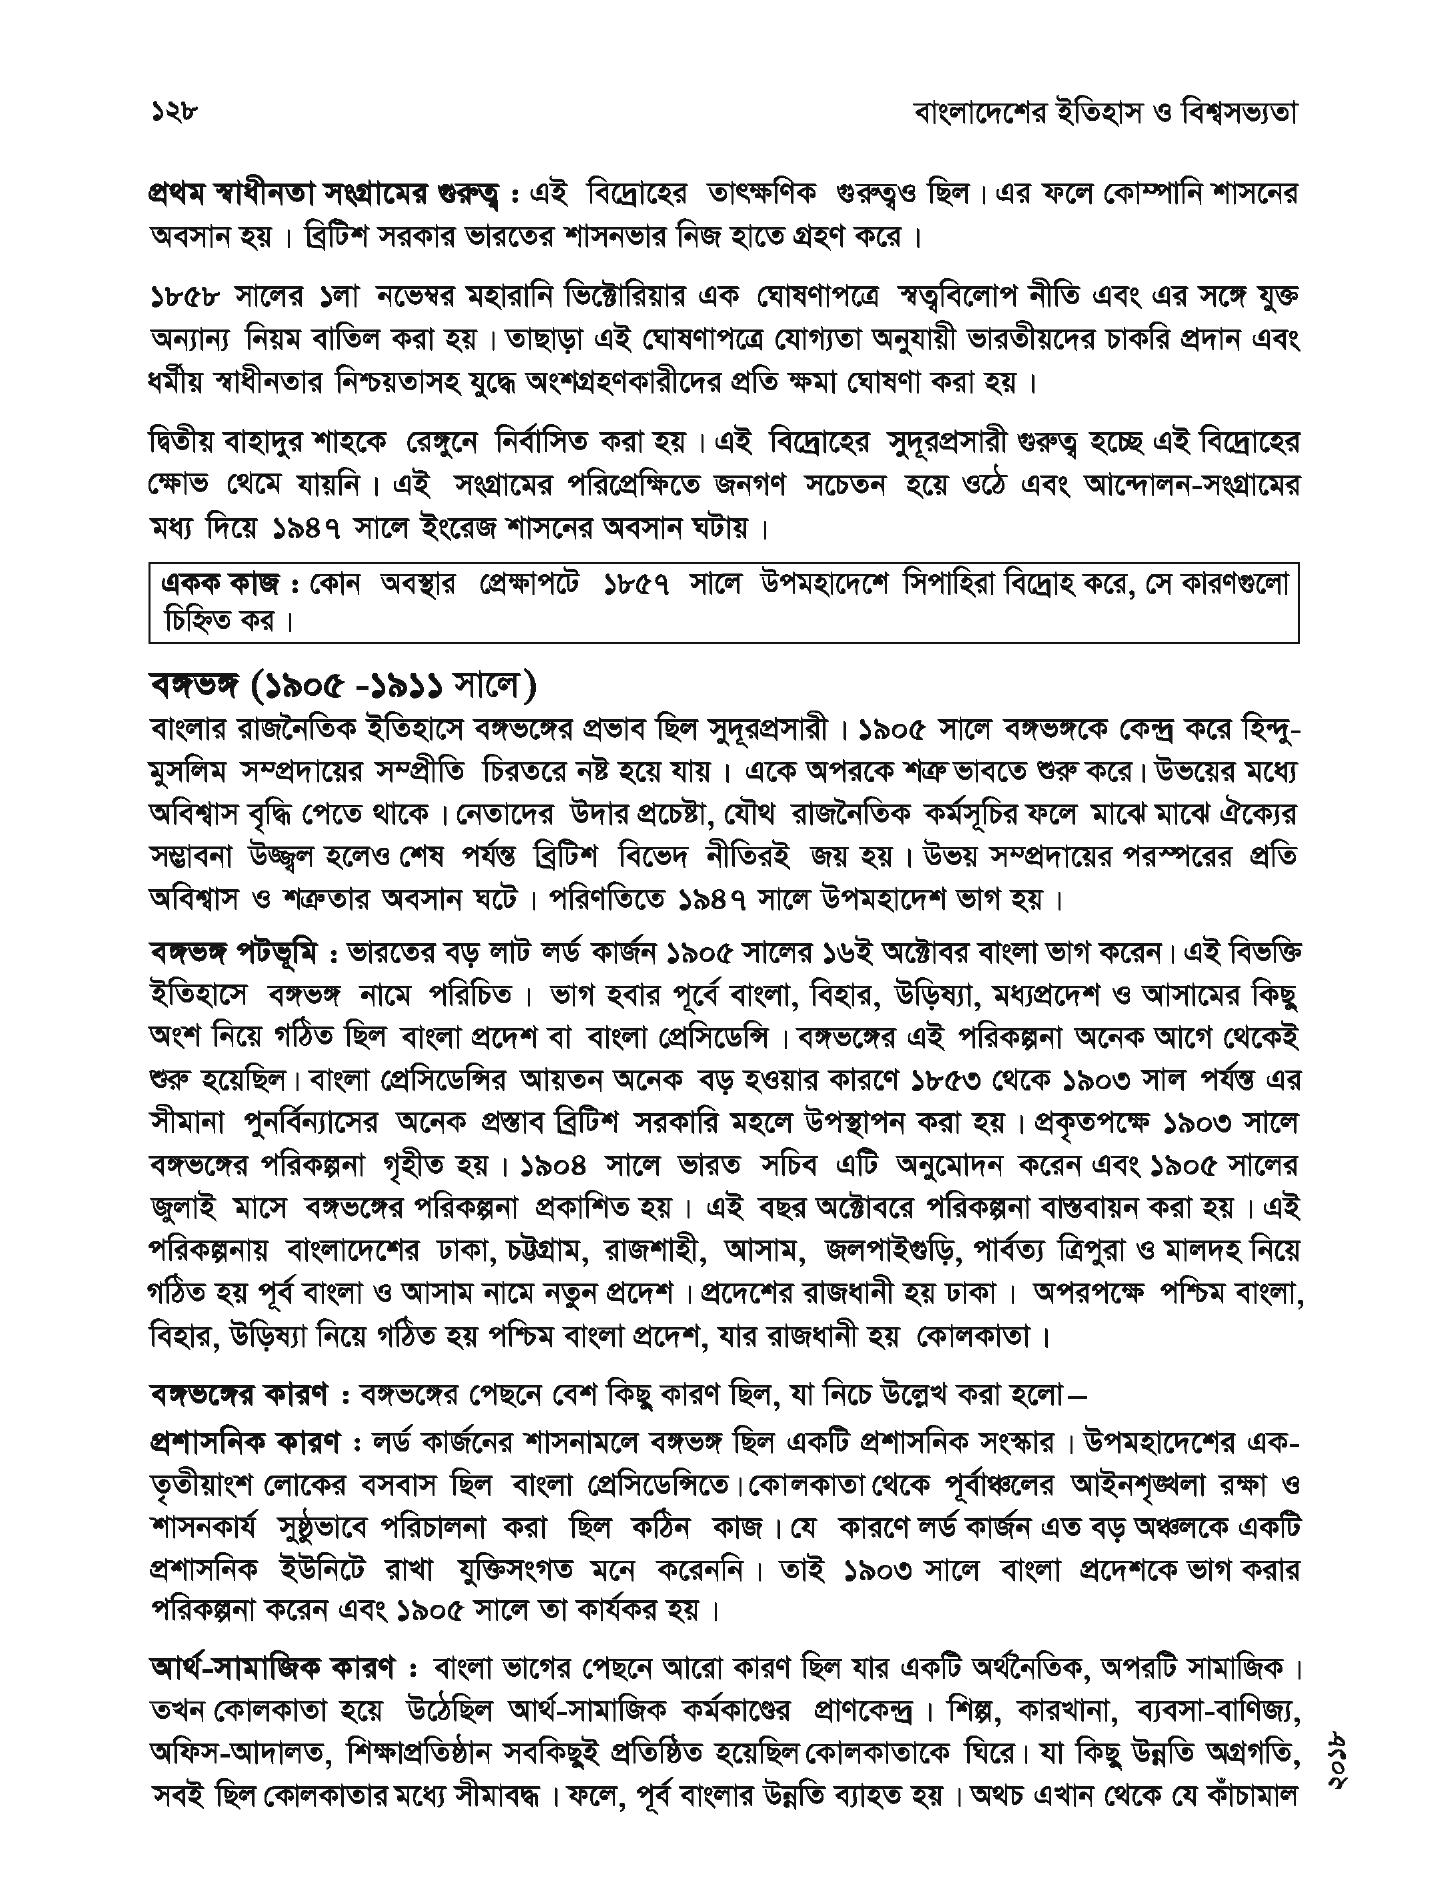 ১২৮
বাংলাদেশের ইতিহাস ও বিশ্বসভ্যতা
প্রথম স্বাধীনতা সংগ্রামের গুরুত্ব : এই বিদ্রোহের তাৎক্ষণিক গুরুত্বও ছিল। এর ফলে কোম্পানি শাসনের
অবসান হয়। ব্রিটিশ সরকার ভারতের শাসনভার নিজ হাতে গ্রহণ করে।
১৮৫৮ সালের ১লা নভেম্বর মহারানি ভিক্টোরিয়ার এক ঘোষণাপত্রে স্বত্ববিলোপ নীতি এবং এর সঙ্গে যুক্ত
অন্যান্য নিয়ম বাতিল করা হয়। তাছাড়া এই ঘোষণাপত্রে যোগ্যতা অনুযায়ী ভারতীয়দের চাকরি প্রদান এবং
ধর্মীয় স্বাধীনতার নিশ্চয়তাসহ যুদ্ধে অংশগ্রহণকারীদের প্রতি ক্ষমা ঘোষণা করা হয়।
দ্বিতীয় বাহাদুর শাহকে রেঙ্গুনে নির্বাসিত করা হয়। এই বিদ্রোহের সুদূরপ্রসারী গুরুত্ব হচ্ছে এই বিদ্রোহের
ক্ষোভ থেমে যায়নি। এই সংগ্রামের পরিপ্রেক্ষিতে জনগণ সচেতন হয়ে ওঠে এবং আন্দোলন-সংগ্রামের
মধ্য দিয়ে ১৯৪৭ সালে ইংরেজ শাসনের অবসান ঘটায়।
একক কাজ : কোন অবস্থার প্রেক্ষাপটে ১৮৫৭ সালে উপমহাদেশে সিপাহিরা বিদ্রোহ করে, সে কারণগুলো
চিহ্নিত কর।
বঙ্গভঙ্গ (১৯০৫ -১৯১১ সালে)
বাংলার রাজনৈতিক ইতিহাসে বঙ্গভঙ্গের প্রভাব ছিল সুদূরপ্রসারী। ১৯০৫ সালে বঙ্গভঙ্গকে কেন্দ্র করে হিন্দু-
মুসলিম সম্প্রদায়ের সম্প্রীতি চিরতরে নষ্ট হয়ে যায়। একে অপরকে শত্রু ভাবতে শুরু করে। উভয়ের মধ্যে
অবিশ্বাস বৃদ্ধি পেতে থাকে। নেতাদের উদার প্রচেষ্টা, যৌথ রাজনৈতিক কর্মসূচির ফলে মাঝে মাঝে ঐক্যের
সম্ভাবনা উজ্জ্বল হলেও শেষ পর্যন্ত ব্রিটিশ বিভেদ নীতিরই জয় হয়। উভয় সম্প্রদায়ের পরস্পরের প্রতি
অবিশ্বাস ও শত্রুতার অবসান ঘটে। পরিণতিতে ১৯৪৭ সালে উপমহাদেশ ভাগ হয়।
বঙ্গভঙ্গ পটভূমি : ভারতের বড় লাট লর্ড কার্জন ১৯০৫ সালের ১৬ই অক্টোবর বাংলা ভাগ করেন। এই বিভক্তি
ইতিহাসে বঙ্গভঙ্গ নামে পরিচিত। ভাগ হবার পূর্বে বাংলা, বিহার, উড়িষ্যা, মধ্যপ্রদেশ ও আসামের কিছু
অংশ নিয়ে গঠিত ছিল বাংলা প্রদেশ বা বাংলা প্রেসিডেন্সি। বঙ্গভঙ্গের এই পরিকল্পনা অনেক আগে থেকেই
শুরু হয়েছিল। বাংলা প্রেসিডেন্সির আয়তন অনেক বড় হওয়ার কারণে ১৮৫৩ থেকে ১৯০৩ সাল পর্যন্ত এর
সীমানা পুনর্বিন্যাসের অনেক প্রস্তাব ব্রিটিশ সরকারি মহলে উপস্থাপন করা হয়। প্রকৃতপক্ষে ১৯০৩ সালে
বঙ্গভঙ্গের পরিকল্পনা গৃহীত হয়। ১৯০৪ সালে ভারত সচিব এটি অনুমোদন করেন এবং ১৯০৫ সালের
জুলাই মাসে বঙ্গভঙ্গের পরিকল্পনা প্রকাশিত হয়। এই বছর অক্টোবরে পরিকল্পনা বাস্তবায়ন করা হয়। এই
পরিকল্পনায় বাংলাদেশের ঢাকা, চট্টগ্রাম, রাজশাহী, আসাম, জলপাইগুড়ি, পার্বত্য ত্রিপুরা ও মালদহ নিয়ে
গঠিত হয় পূর্ব বাংলা ও আসাম নামে নতুন প্রদেশ। প্রদেশের রাজধানী হয় ঢাকা। অপরপক্ষে পশ্চিম বাংলা,
বিহার, উড়িষ্যা নিয়ে গঠিত হয় পশ্চিম বাংলা প্রদেশ, যার রাজধানী হয় কোলকাতা।
বঙ্গভঙ্গের কারণ : বঙ্গভঙ্গের পেছনে বেশ কিছু কারণ ছিল, যা নিচে উল্লেখ করা হলো–
প্রশাসনিক কারণ : লর্ড কার্জনের শাসনামলে বঙ্গভঙ্গ ছিল একটি প্রশাসনিক সংস্কার। উপমহাদেশের এক-
তৃতীয়াংশ লোকের বসবাস ছিল বাংলা প্রেসিডেন্সিতে। কোলকাতা থেকে পূর্বাঞ্চলের আইনশৃঙ্খলা রক্ষা ও
শাসনকার্য সুষ্ঠুভাবে পরিচালনা করা ছিল কঠিন কাজ। যে কারণে লর্ড কার্জন এত বড় অঞ্চলকে একটি
প্রশাসনিক ইউনিটে রাখা যুক্তিসংগত মনে করেননি। তাই ১৯০৩ সালে বাংলা প্রদেশকে ভাগ করার
পরিকল্পনা করেন এবং ১৯০৫ সালে তা কার্যকর হয়।
আর্থ-সামাজিক কারণ : বাংলা ভাগের পেছনে আরো কারণ ছিল যার একটি অর্থনৈতিক, অপরটি সামাজিক।
তখন কোলকাতা হয়ে উঠেছিল আর্থ-সামাজিক কর্মকাণ্ডের প্রাণকেন্দ্র। শিল্প, কারখানা, ব্যবসা-বাণিজ্য,
অফিস-আদালত, শিক্ষাপ্রতিষ্ঠান সবকিছুই প্রতিষ্ঠিত হয়েছিল কোলকাতাকে ঘিরে। যা কিছু উন্নতি অগ্রগতি,
সবই ছিল কোলকাতার মধ্যে সীমাবদ্ধ। ফলে, পূর্ব বাংলার উন্নতি ব্যাহত হয়। অথচ এখান থেকে যে কাঁচামাল
২০১৮